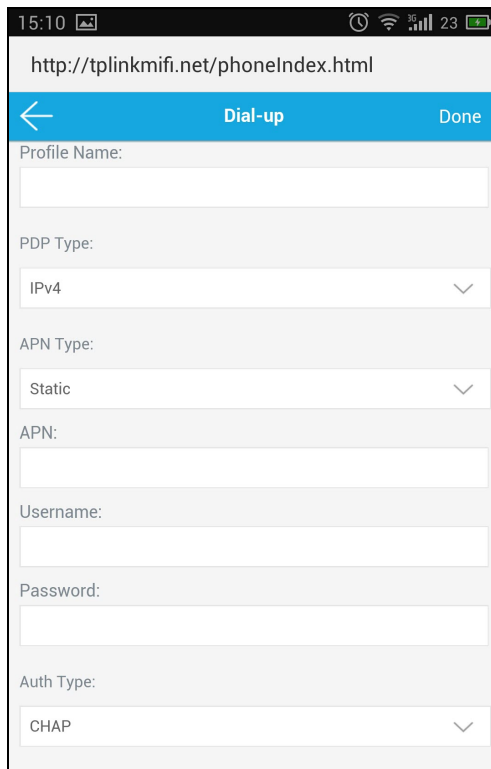 15:10 3G 23
http://tplinkmifi.net/phoneIndex.html
Dial-up Done
Profile Name:
PDP Type:
IPv4
APN Type:
Static
APN:
Username:
Password:
Auth Type:
CHAP